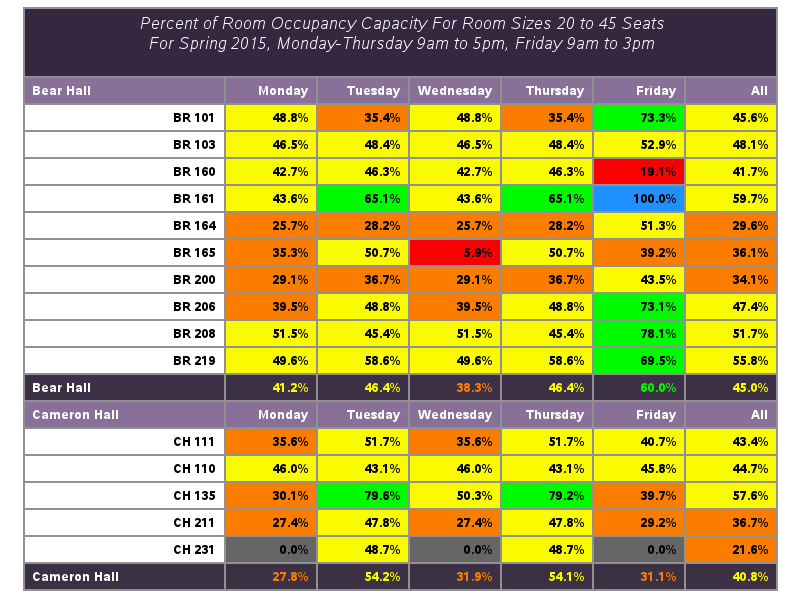 Percent of Room Occupancy Capacity For Room Sizes 20 to 45 Seats
For Spring 2015, Monday-Thursday 9am to 5pm, Friday 9am to 3pm
Bear Hall Monday Tuesday Wednesday Thursday Friday All
BR 101 48.8% 35.4% 48.8% 35.4% 73.3% 45.6%
BR 103 46.5% 48.4% 46.5% 48.4% 52.9% 48.1%
BR 160 42.7% 46.3% 42.7% 46.3% 19.1% 41.7%
BR 161 43.6% 65.1% 43.6% 65.1% 100.0% 59.7%
BR 164 25.7% 28.2% 25.7% 28.2% 51.3% 29.6%
BR 165 35.3% 50.7% 5.9% 50.7% 39.2% 36.1%
BR 200 29.1% 36.7% 29.1% 36.7% 43.5% 34.1%
BR 206 39.5% 48.8% 39.5% 48.8% 73.1% 47.4%
BR 208 51.5% 45.4% 51.5% 45.4% 78.1% 51.7%
BR 219 49.6% 58.6% 49.6% 58.6% 69.5% 55.8%
Bear Hall 41.2% 46.4% 38.3% 46.4% 60.0% 45.0%
Cameron Hall Monday Tuesday Wednesday Thursday Friday All
CH 111 35.6% 51.7% 35.6% 51.7% 40.7% 43.4%
CH 110 46.0% 43.1% 46.0% 43.1% 45.8% 44.7%
CH 135 30.1% 79.6% 50.3% 79.2% 39.7% 57.6%
CH 211 27.4% 47.8% 27.4% 47.8% 29.2% 36.7%
CH 231 0.0% 48.7% 0.0% 48.7% 0.0% 21.6%
Cameron Hall 27.8% 54.2% 31.9% 54.1% 31.1% 40.8%